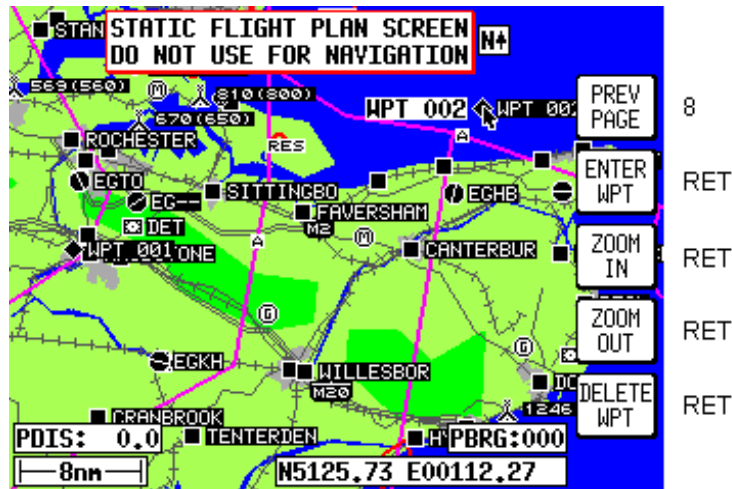 STAN
STATIC FLIGHT PLAN SCREEN
DO NOT USE FOR NAVIGATION
N
569(560)
M
810(800)
670(650)
WPT 002
WPT 002
PREV
PAGE
8
ROCHESTER
RES
A
ENTER
WPT
RET
EGTO
EG--
SITTINGBO
EGHB
FAVERSHAM
M2
DET
WPT 001
ONE
A
M
CANTERBUR
ZOOM
IN
RET
G
ZOOM
OUT
RET
G
EGKH
WILLESBOR
M20
DELETE
WPT
RET
1246
CRANBROOK
TENTERDEN
PDIS: 0.0
PBRG:000
8nm
N5125.73 E00112.27